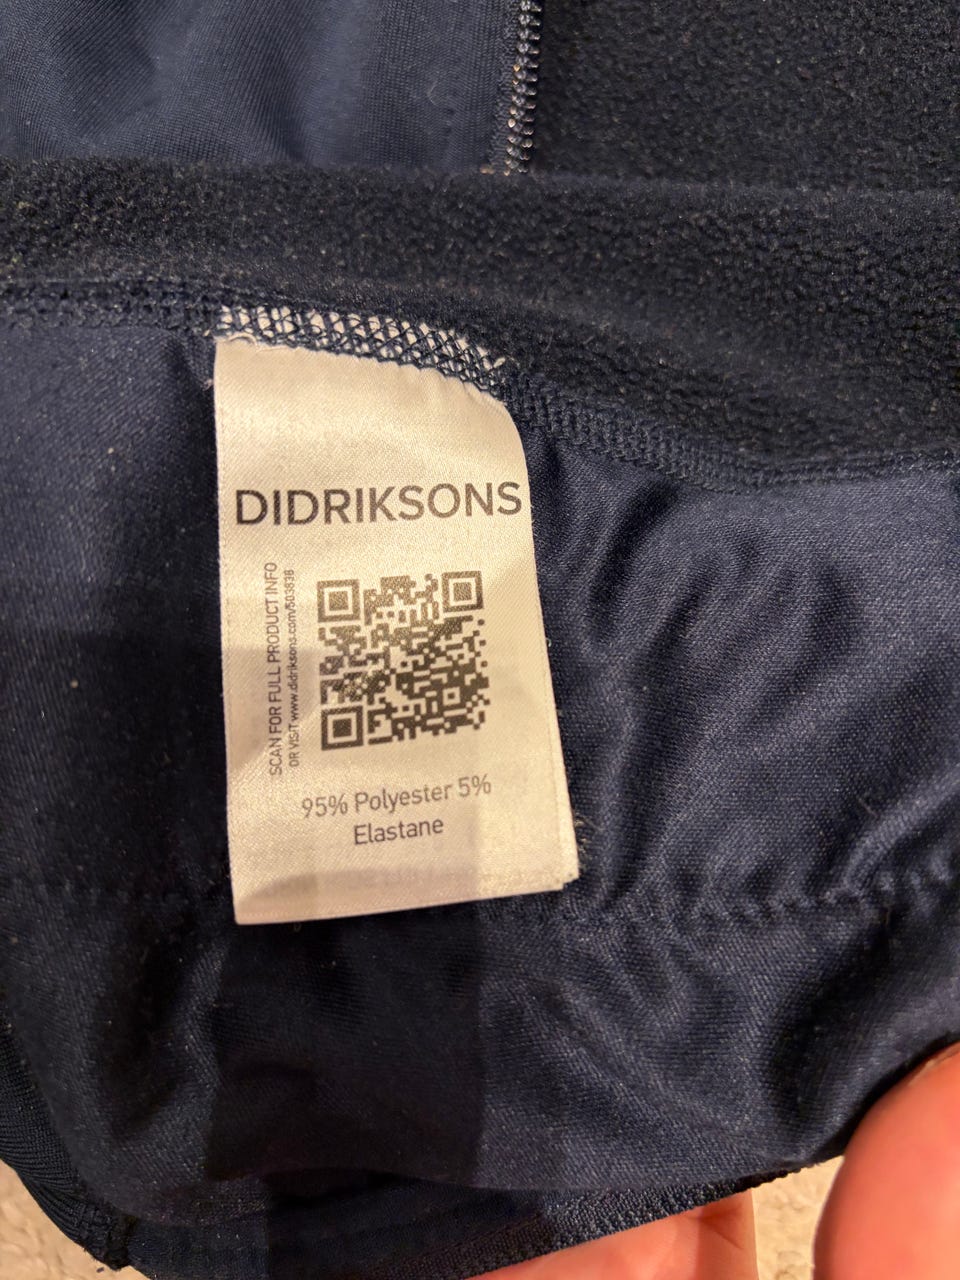 DIDRIKSONS
SCAN FOR FULL PRODUCT INFO
OR VISIT www.didriksons.com/503838
95% Polyester 5%
Elastane